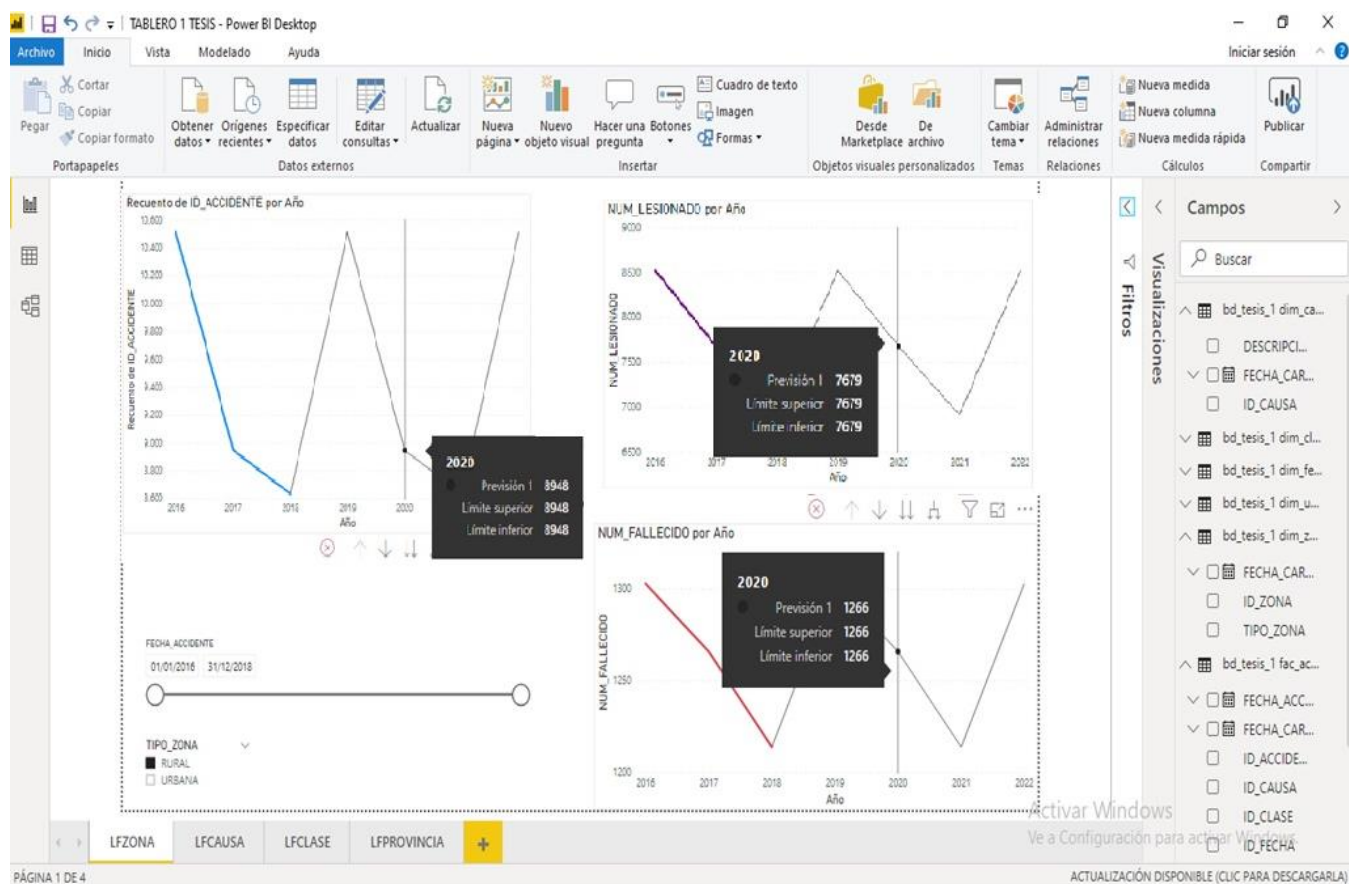 TABLERO 1 TESIS - Power BI Desktop
Archivo Inicio Vista Modelado Ayuda Iniciar sesión
Pegar
Cortar
Copiar
Copiar formato
Obtener datos
Orígenes recientes
Especificar datos
Editar consultas
Actualizar
Nueva página
Nuevo objeto visual
Hacer una pregunta
Botones
Cuadro de texto
Imagen
Formas
Desde Marketplace
De archivo
Cambiar tema
Administrar relaciones
Nueva medida
Nueva columna
Nueva medida rápida
Publicar
Portapapeles Datos externos Insertar Objetos visuales personalizados Temas Relaciones Cálculos Compartir
Recuento de ID_ACCIDENTE por Año
Recuento de ID_ACCIDENTE
2016 2017 2018 2019 2020
Año
2020
Previsión 1 8948
Límite superior 8948
Límite inferior 8948
NUM_LESIONADO por Año
NUM_LESIONADO
9000
8500
8000
7500
7000
6500
2016 2017 2018 2019 2020 2021 2022
Año
2020
Previsión 1 7679
Límite superior 7679
Límite inferior 7679
NUM_FALLECIDO por Año
NUM_FALLECIDO
1300
1250
1200
2016 2017 2018 2019 2020 2021 2022
Año
2020
Previsión 1 1266
Límite superior 1266
Límite inferior 1266
FECHA_ACCIDENTE
01/01/2016 31/12/2018
TIPO_ZONA
RURAL
URBANA
Filtros
Visualizaciones
Campos
Buscar
bd_tesis_1 dim_ca...
DESCRIPCI...
FECHA_CAR...
ID_CAUSA
bd_tesis_1 dim_cl...
bd_tesis_1 dim_fe...
bd_tesis_1 dim_u...
bd_tesis_1 dim_z...
FECHA_CAR...
ID_ZONA
TIPO_ZONA
bd_tesis_1 fac_ac...
FECHA_ACC...
FECHA_CAR...
ID_ACCIDE...
ID_CAUSA
ID_CLASE
ID_FECHA
Activar Windows
Ve a Configuración para activar Windows.
LFZONA LFCAUSA LFCLASE LFPROVINCIA +
PÁGINA 1 DE 4
ACTUALIZACIÓN DISPONIBLE (CLIC PARA DESCARGARLA)